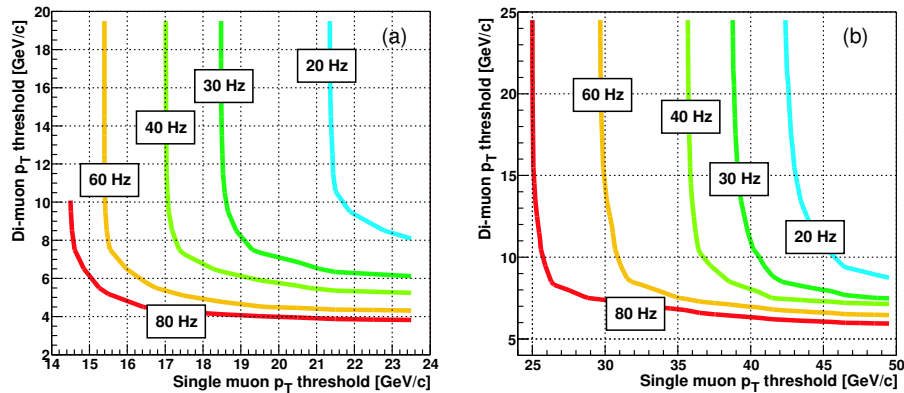 Di-muon pT threshold [GeV/c]
20
18
16
14
12
10
8
6
4
2
(a)
20 Hz
30 Hz
40 Hz
60 Hz
80 Hz
14 15 16 17 18 19 20 21 22 23 24
Single muon pT threshold [GeV/c]
Di-muon pT threshold [GeV/c]
25
20
15
10
5
(b)
60 Hz
40 Hz
30 Hz
20 Hz
80 Hz
25 30 35 40 45 50
Single muon pT threshold [GeV/c]